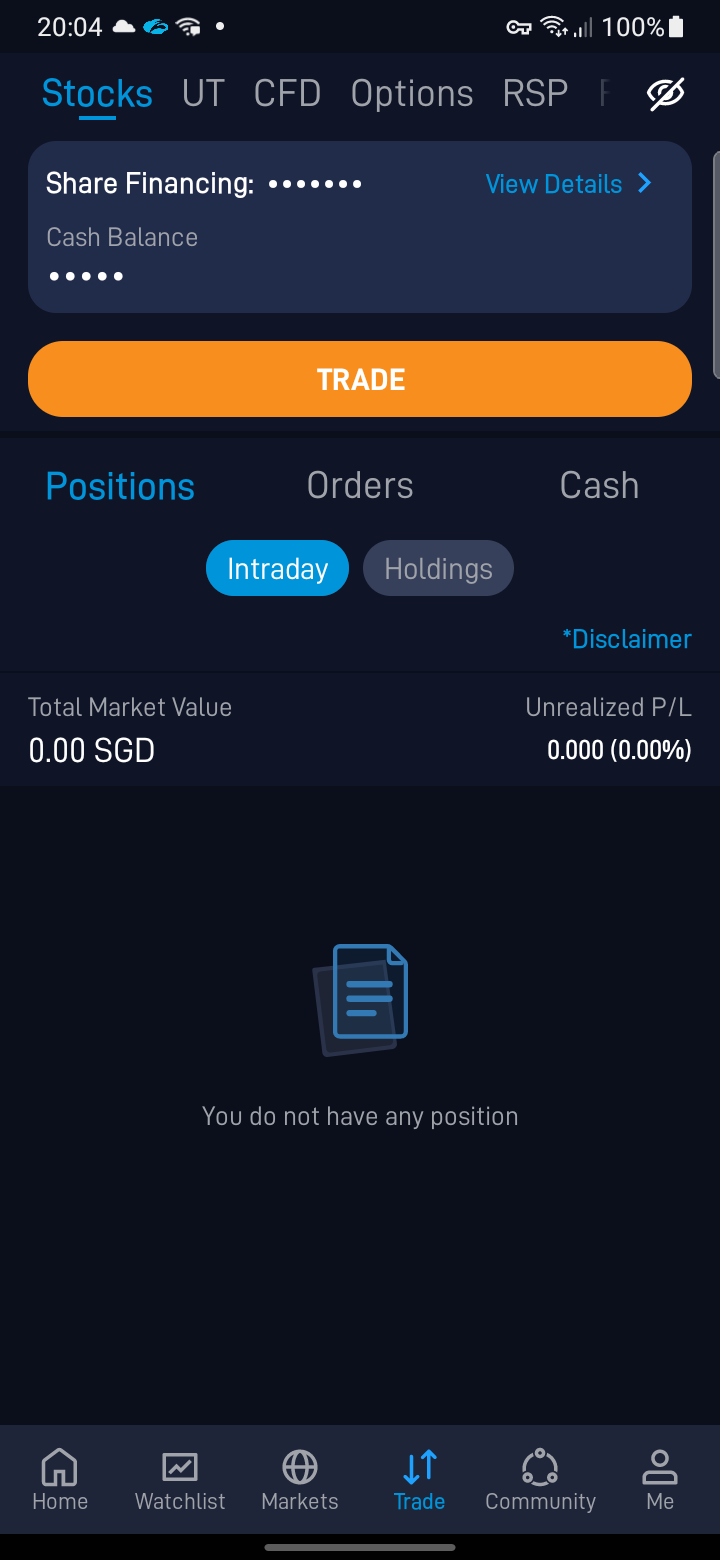 20:04 100%
Stocks UT CFD Options RSP
Share Financing: ••••••• View Details
Cash Balance
•••••
TRADE
Positions Orders Cash
Intraday Holdings
*Disclaimer
Total Market Value Unrealized P/L
0.00 SGD 0.000 (0.00%)
You do not have any position
Home Watchlist Markets Trade Community Me